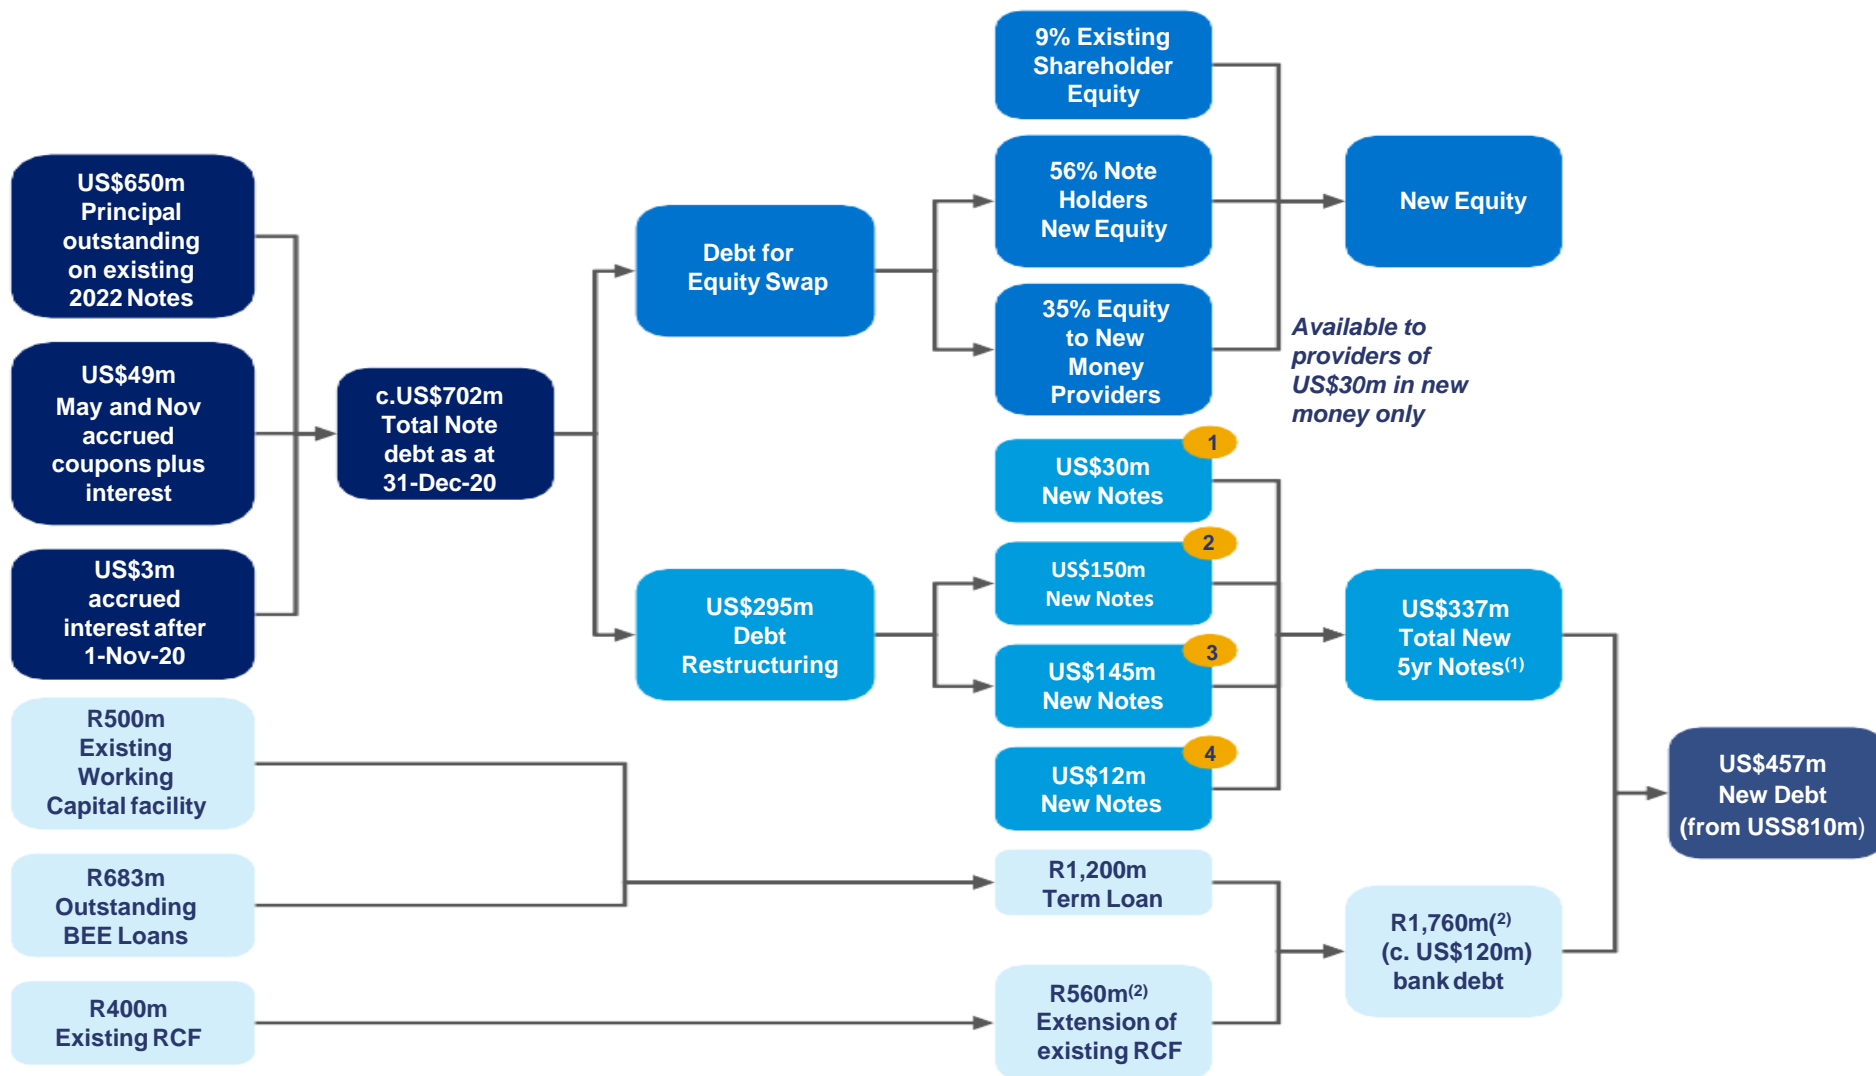 US$650m
Principal
outstanding
on existing
2022 Notes
US$49m
May and Nov
accrued
coupons plus
interest
US$3m
accrued
interest after
1-Nov-20
R500m
Existing
Working
Capital facility
R683m
Outstanding
BEE Loans
R400m
Existing RCF
c.US$702m
Total Note
debt as at
31-Dec-20
Debt for
Equity Swap
US$295m
Debt
Restructuring
9% Existing
Shareholder
Equity
56% Note
Holders
New Equity
35% Equity
to New
Money
Providers
Available to
providers of
US$30m in new
money only
1
US$30m
New Notes
2
US$150m
New Notes
3
US$145m
New Notes
4
US$12m
New Notes
R1,200m
Term Loan
R560m(2)
Extension of
existing RCF
New Equity
US$337m
Total New
5yr Notes(1)
R1,760m(2)
(c. US$120m)
bank debt
US$457m
New Debt
(from USS810m)